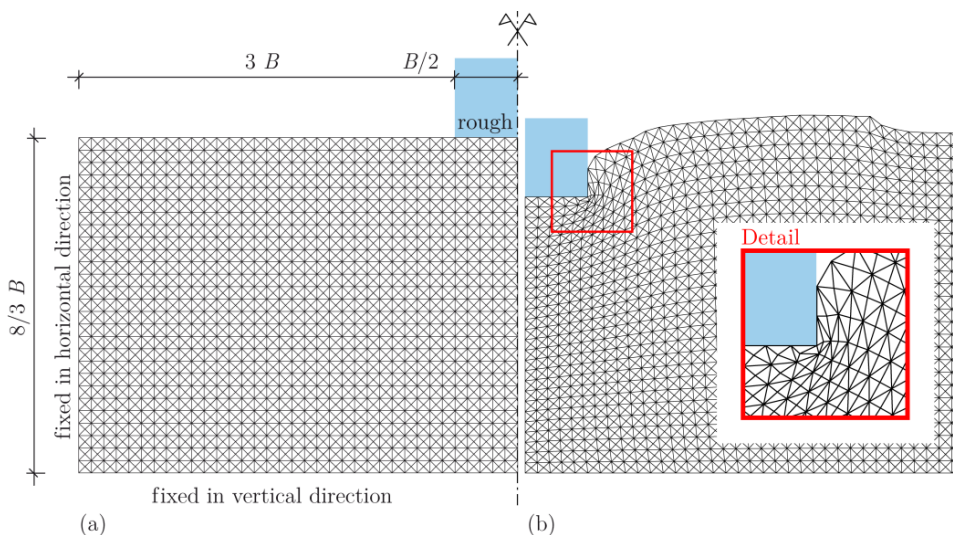 3 B
B/2
rough
8/3 B
fixed in horizontal direction
Detail
fixed in vertical direction
(a)
(b)